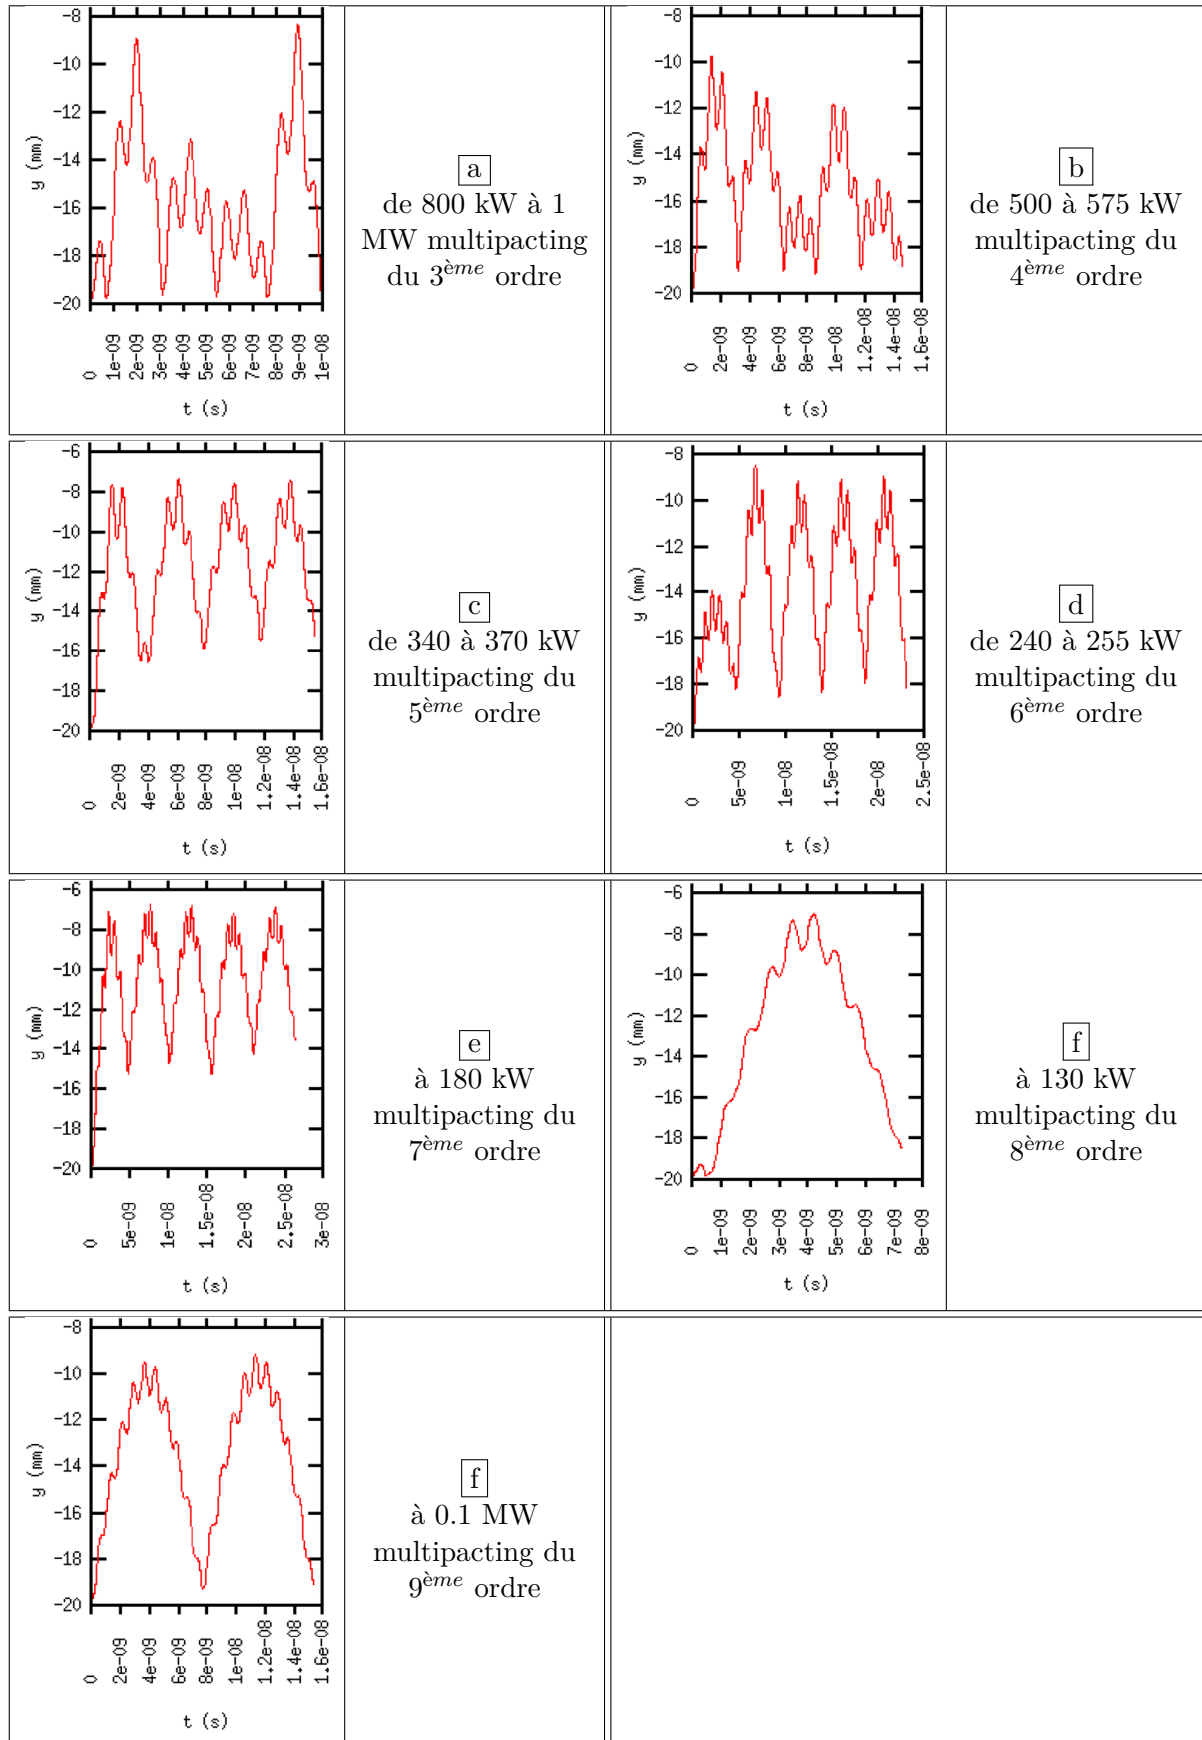 -8
-10
-12
-14
-16
-18
-20
y (mm)
0
1e-09
2e-09
3e-09
4e-09
5e-09
6e-09
7e-09
8e-09
9e-09
1e-08
t (s)
a
de 800 kW à 1
MW multipacting
du 3ème ordre
-8
-10
-12
-14
-16
-18
-20
y (mm)
0
2e-09
4e-09
6e-09
8e-09
1e-08
1.2e-08
1.4e-08
1.6e-08
t (s)
b
de 500 à 575 kW
multipacting du
4ème ordre
-6
-8
-10
-12
-14
-16
-18
-20
y (mm)
0
2e-09
4e-09
6e-09
8e-09
1e-08
1.2e-08
1.4e-08
1.6e-08
t (s)
c
de 340 à 370 kW
multipacting du
5ème ordre
-8
-10
-12
-14
-16
-18
-20
y (mm)
0
5e-09
1e-08
1.5e-08
2e-08
2.5e-08
t (s)
d
de 240 à 255 kW
multipacting du
6ème ordre
-6
-8
-10
-12
-14
-16
-18
-20
y (mm)
0
5e-09
1e-08
1.5e-08
2e-08
2.5e-08
3e-08
t (s)
e
à 180 kW
multipacting du
7ème ordre
-6
-8
-10
-12
-14
-16
-18
-20
y (mm)
0
1e-09
2e-09
3e-09
4e-09
5e-09
6e-09
7e-09
8e-09
t (s)
f
à 130 kW
multipacting du
8ème ordre
-8
-10
-12
-14
-16
-18
-20
y (mm)
0
2e-09
4e-09
6e-09
8e-09
1e-08
1.2e-08
1.4e-08
1.6e-08
t (s)
f
à 0.1 MW
multipacting du
9ème ordre